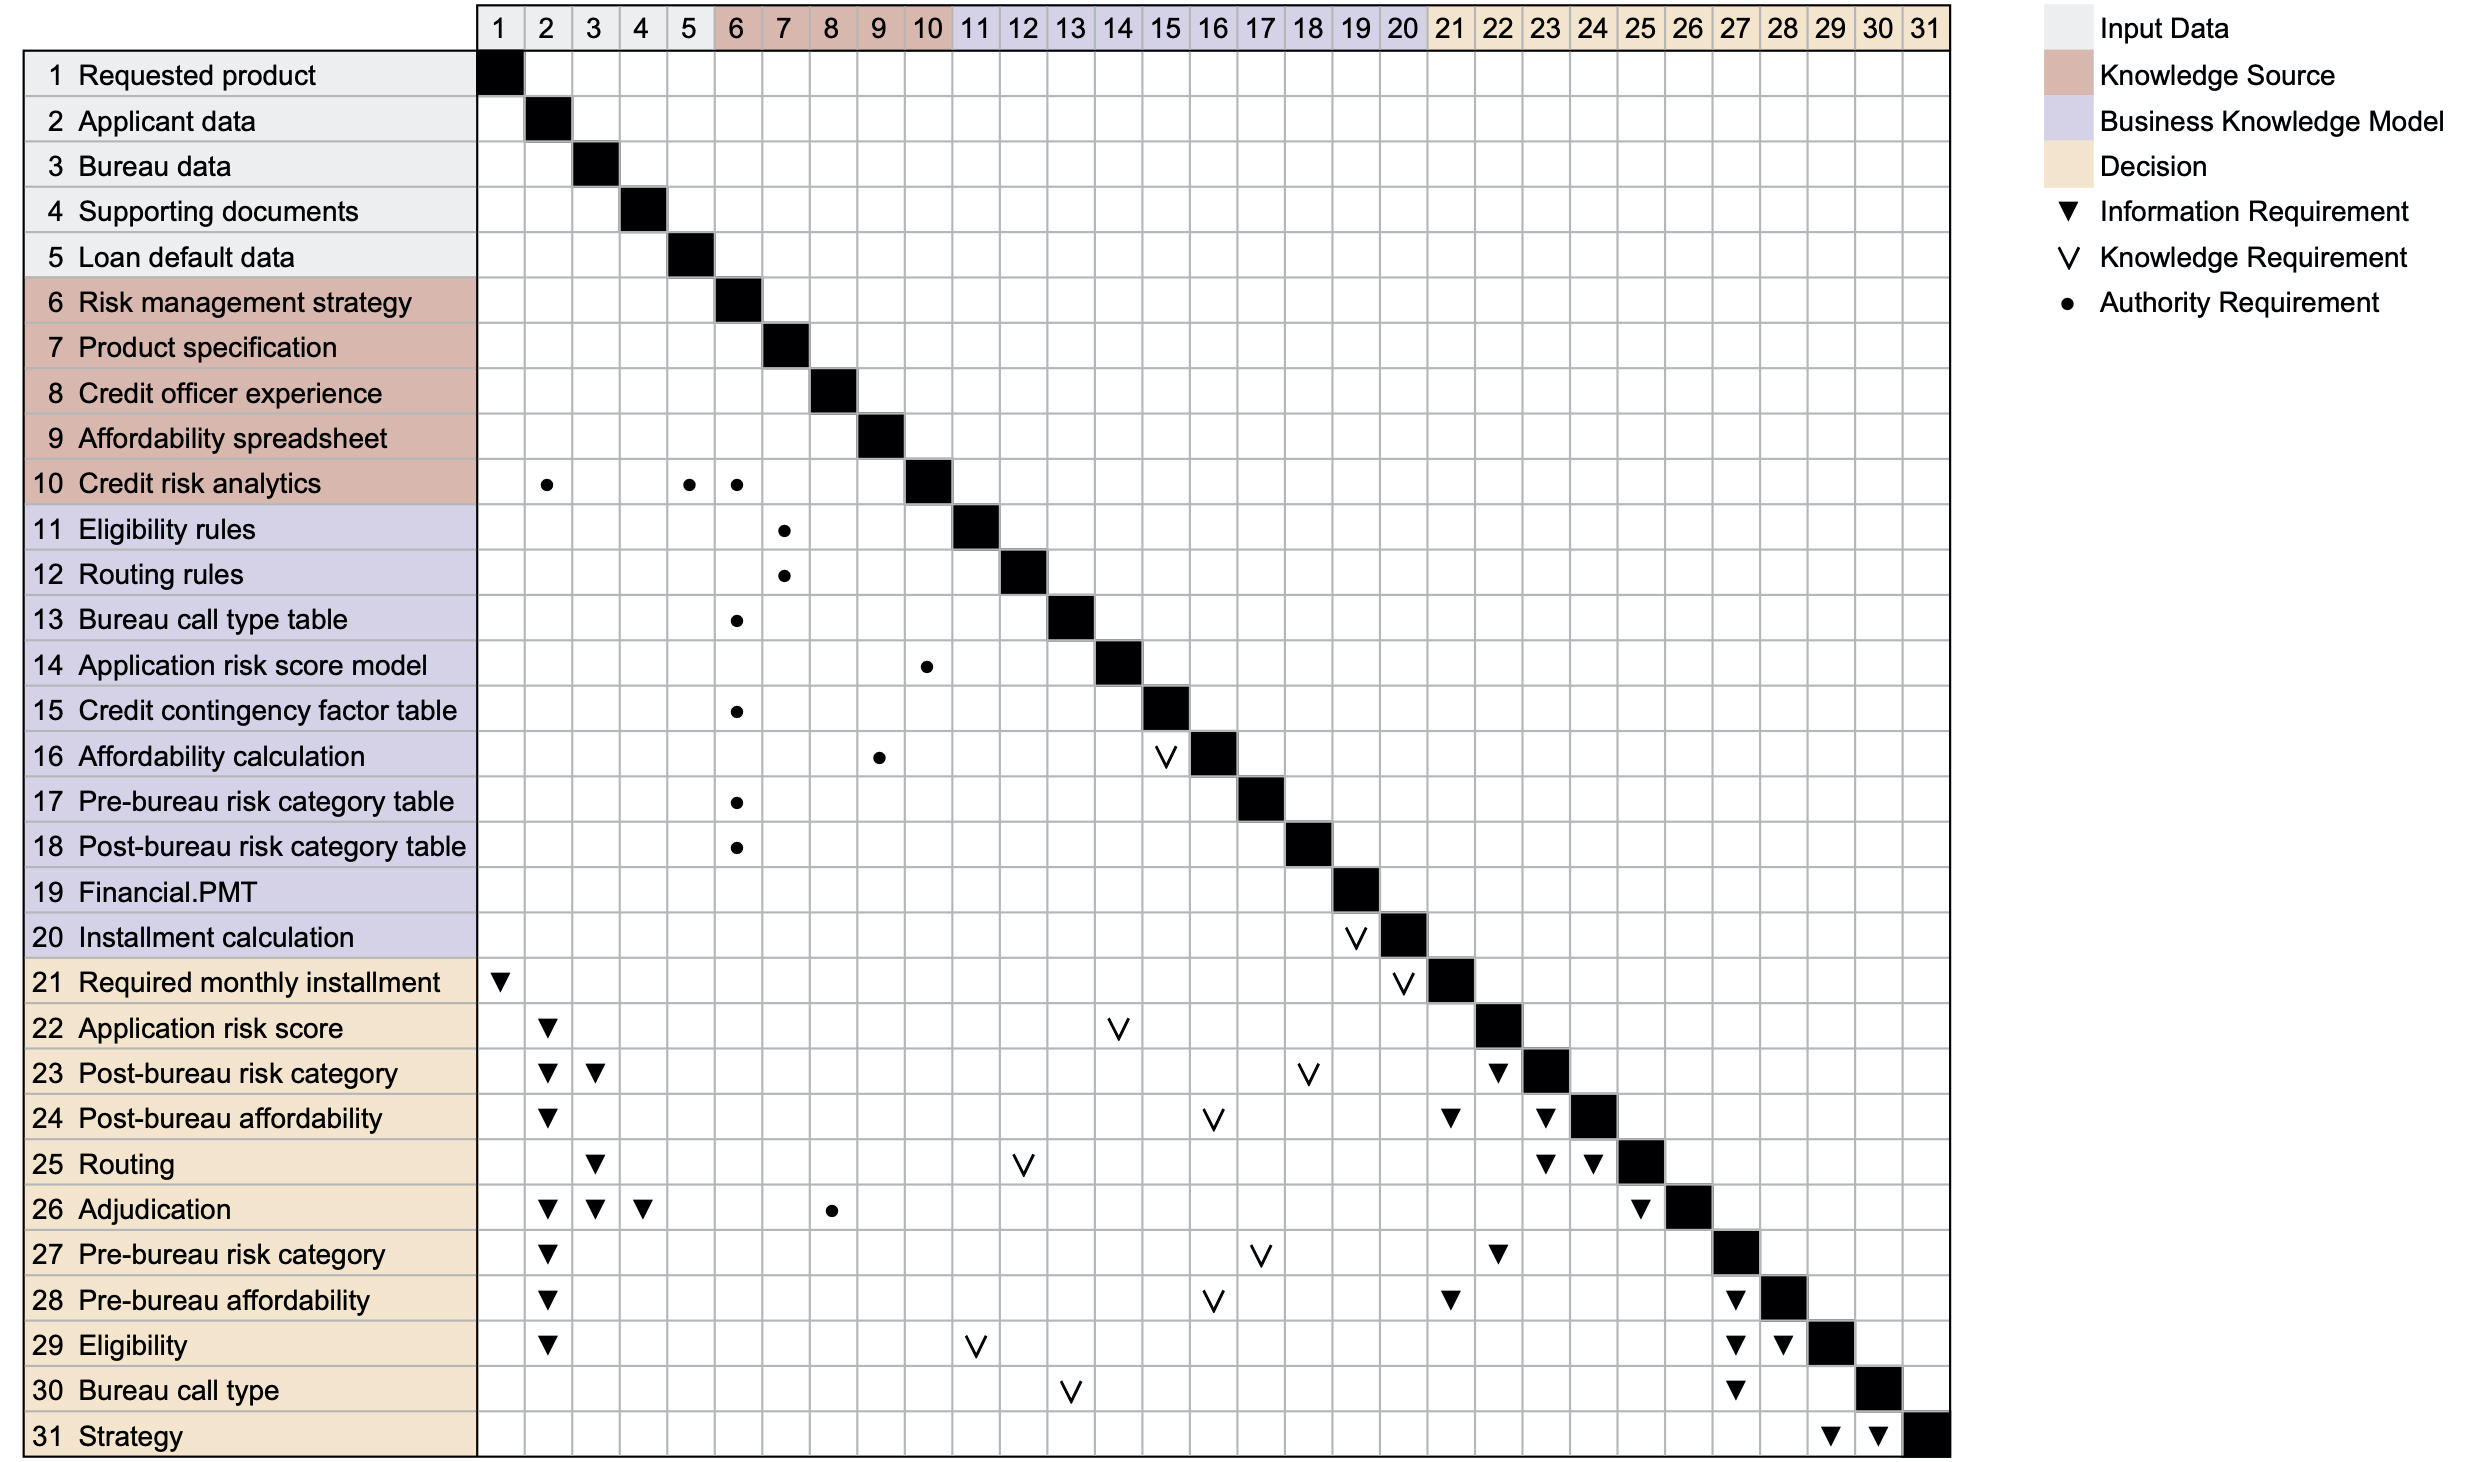 1 2 3 4 5 6 7 8 9 10 11 12 13 14 15 16 17 18 19 20 21 22 23 24 25 26 27 28 29 30 31
1 Requested product
2 Applicant data
3 Bureau data
4 Supporting documents
5 Loan default data
6 Risk management strategy
7 Product specification
8 Credit officer experience
9 Affordability spreadsheet
10 Credit risk analytics
11 Eligibility rules
12 Routing rules
13 Bureau call type table
14 Application risk score model
15 Credit contingency factor table
16 Affordability calculation
17 Pre-bureau risk category table
18 Post-bureau risk category table
19 Financial.PMT
20 Installment calculation
21 Required monthly installment
22 Application risk score
23 Post-bureau risk category
24 Post-bureau affordability
25 Routing
26 Adjudication
27 Pre-bureau risk category
28 Pre-bureau affordability
29 Eligibility
30 Bureau call type
31 Strategy
Input Data
Knowledge Source
Business Knowledge Model
Decision
Information Requirement
Knowledge Requirement
Authority Requirement